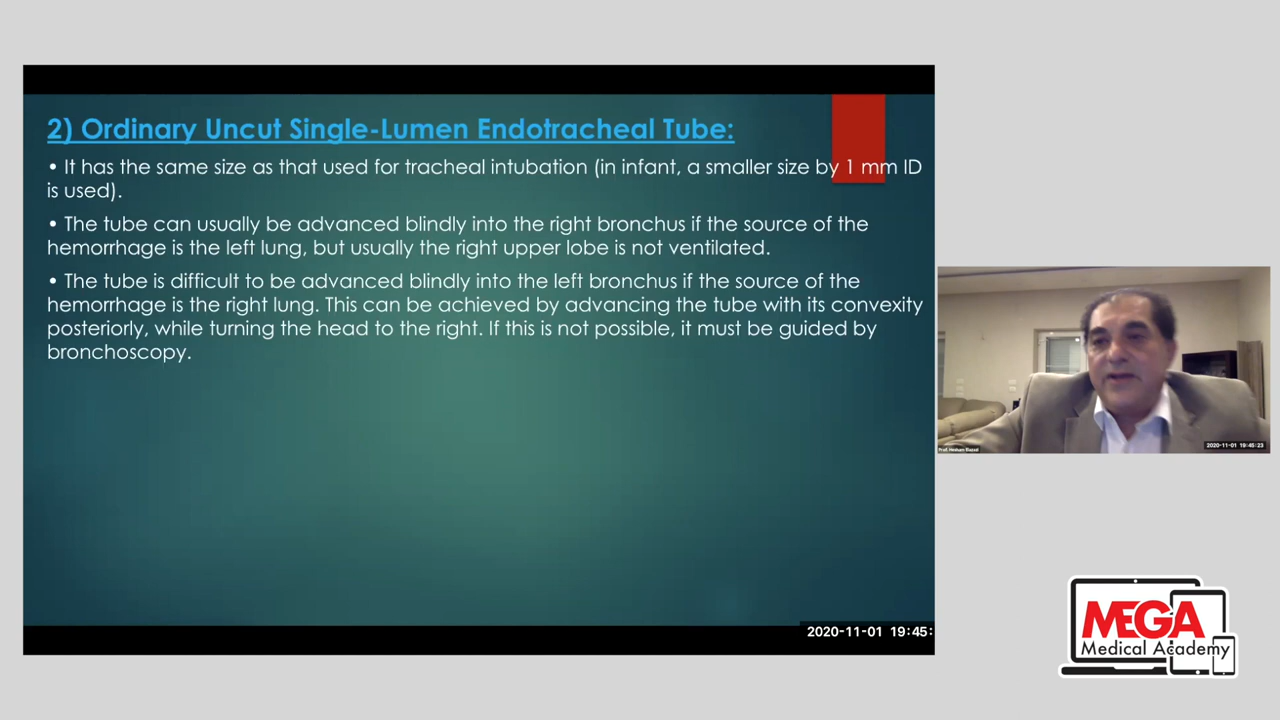 2) Ordinary Uncut Single-Lumen Endotracheal Tube:
• It has the same size as that used for tracheal intubation (in infant, a smaller size by 1 mm ID
is used).
• The tube can usually be advanced blindly into the right bronchus if the source of the
hemorrhage is the left lung, but usually the right upper lobe is not ventilated.
• The tube is difficult to be advanced blindly into the left bronchus if the source of the
hemorrhage is the right lung. This can be achieved by advancing the tube with its convexity
posteriorly, while turning the head to the right. If this is not possible, it must be guided by
bronchoscopy.
2020-11-01 19:45:23
2020-11-01 19:45:
MEGA
Medical Academy